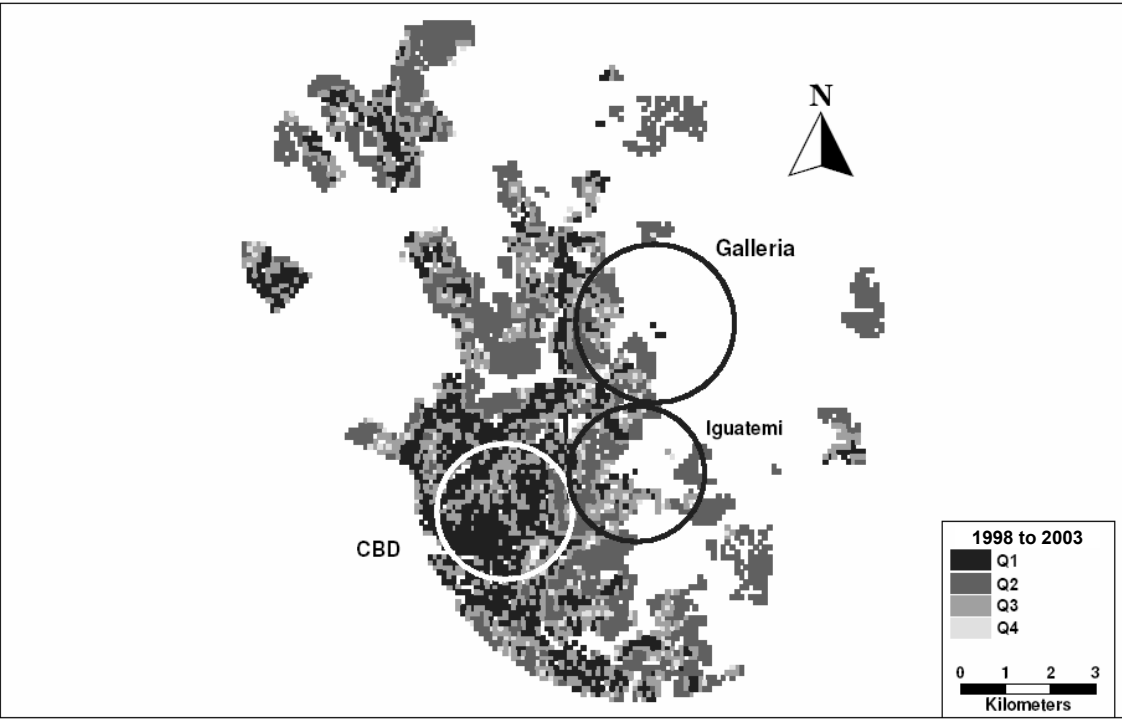 N
Galleria
Iguatemi
CBD
1998 to 2003
Q1
Q2
Q3
Q4
0 1 2 3
Kilometers